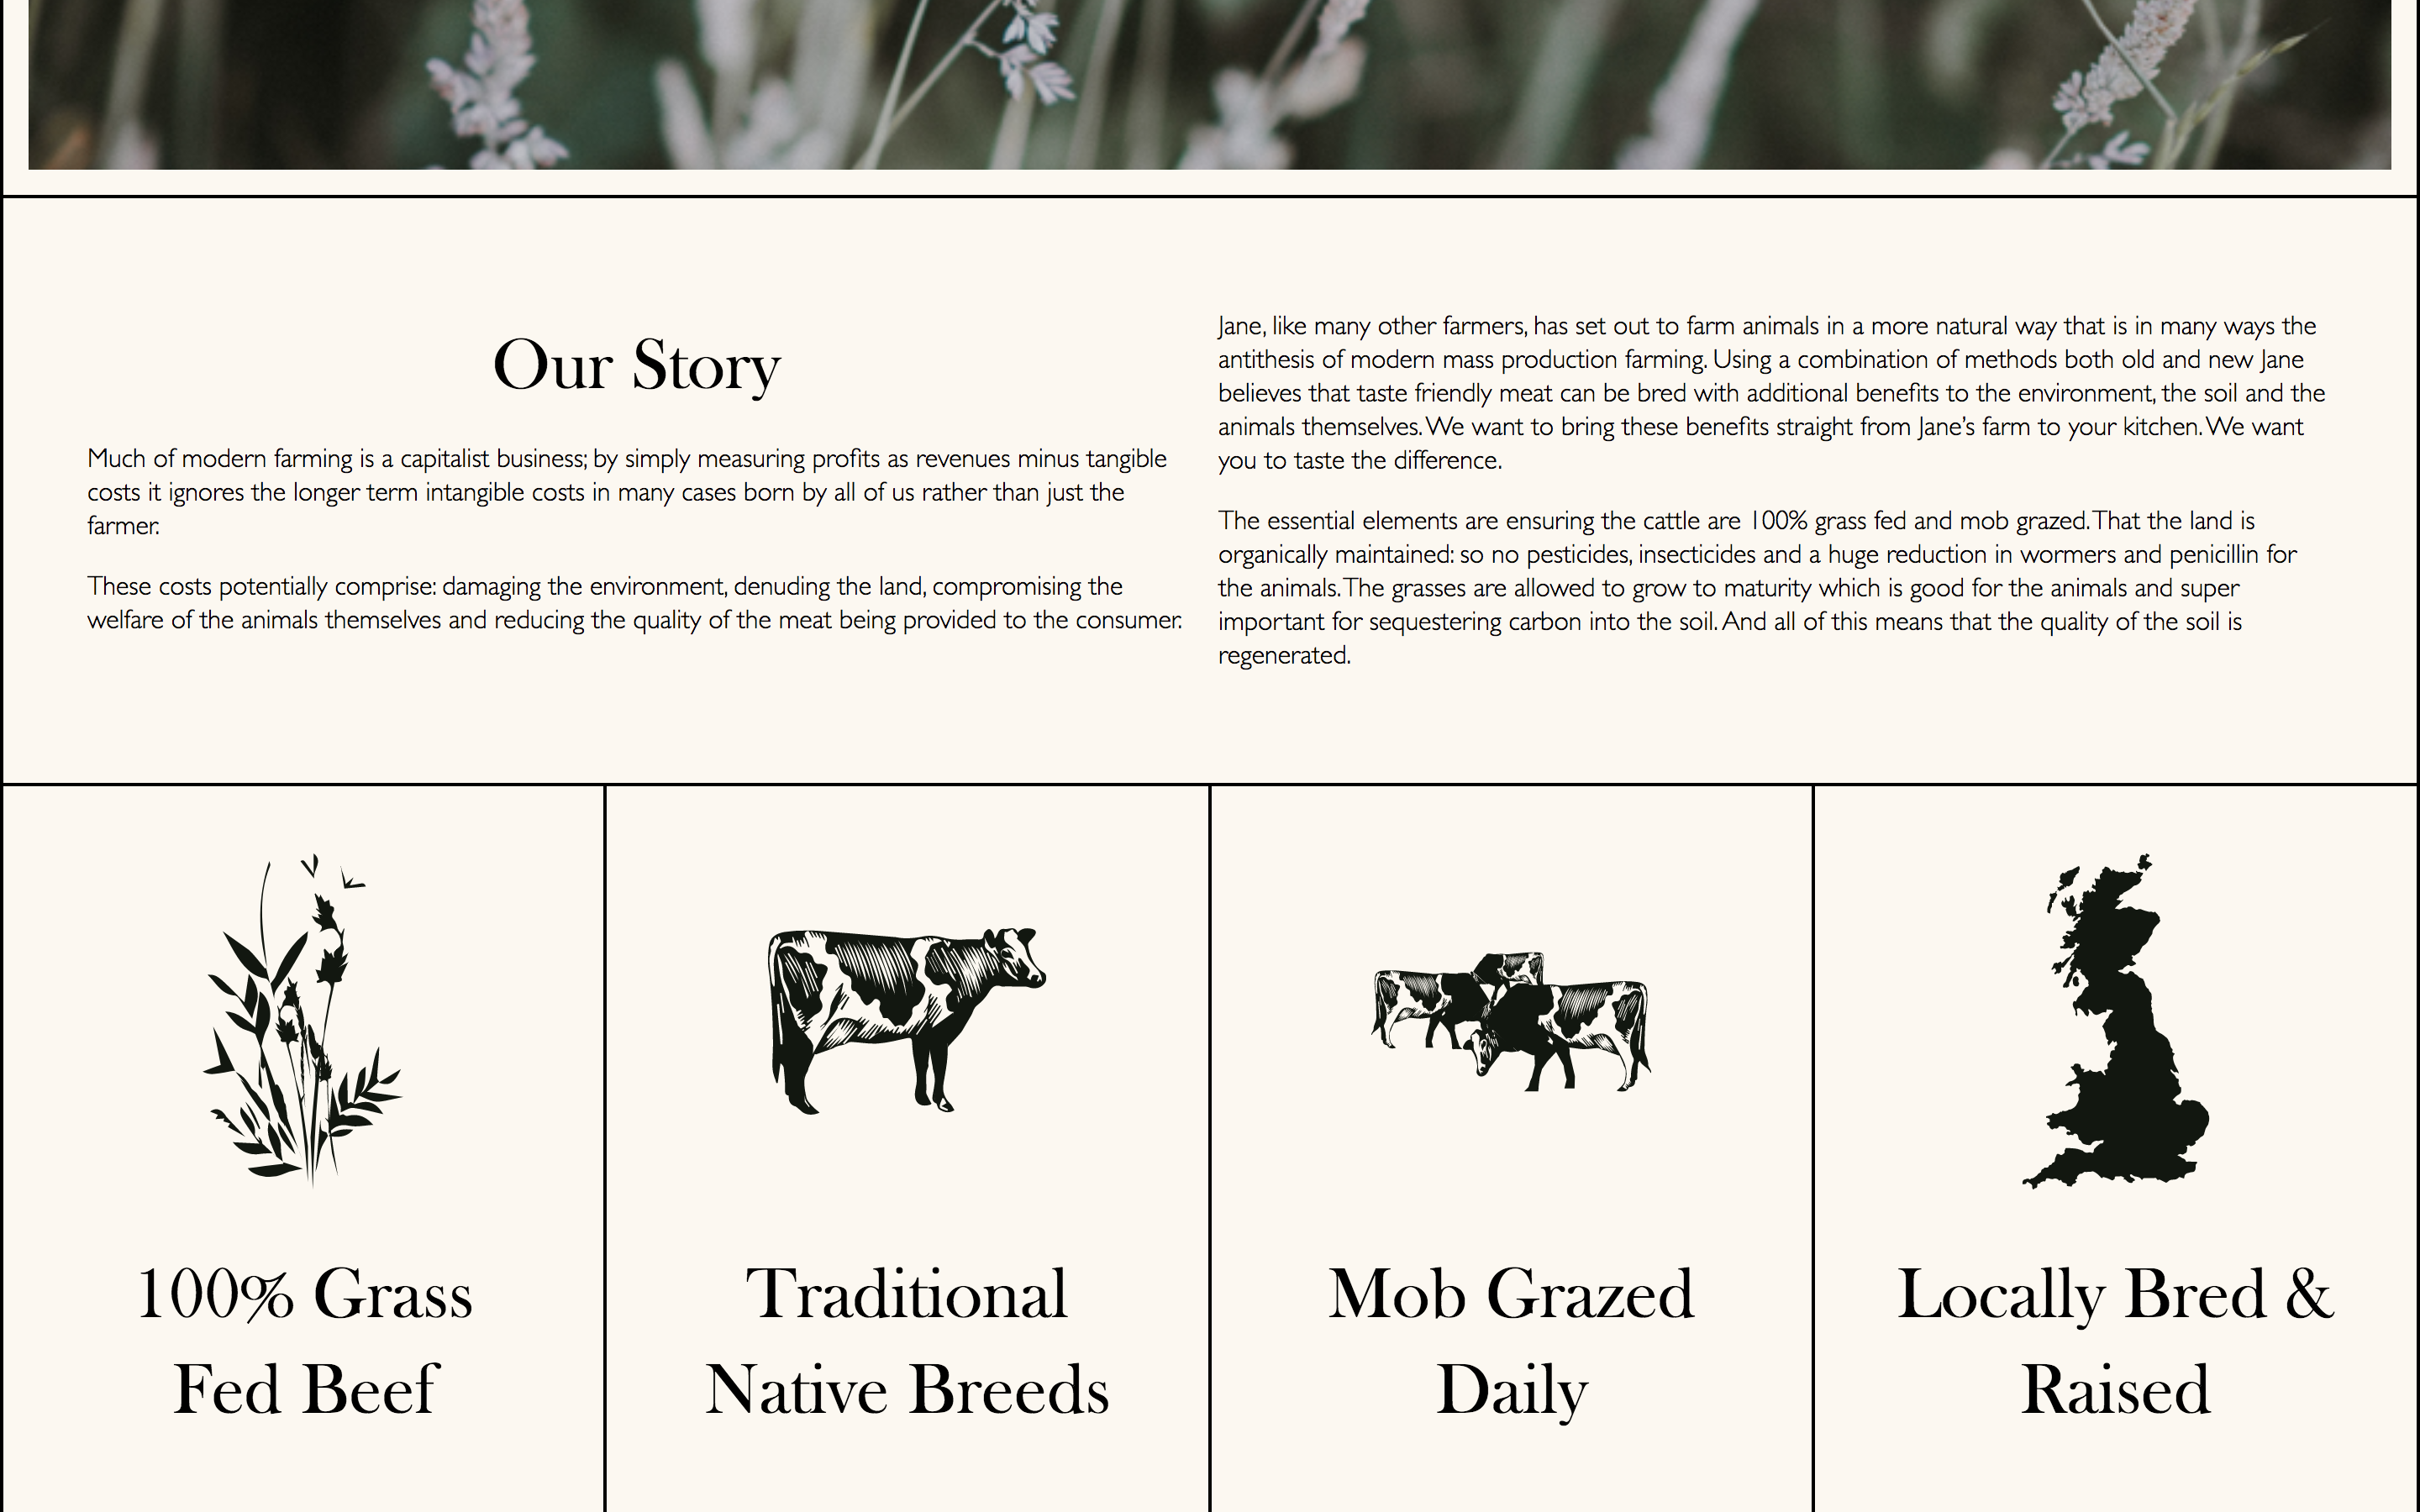 Our Story
Much of modern farming is a capitalist business; by simply measuring profits as revenues minus tangible
costs it ignores the longer term intangible costs in many cases born by all of us rather than just the
farmer.
These costs potentially comprise: damaging the environment, denuding the land, compromising the
welfare of the animals themselves and reducing the quality of the meat being provided to the consumer.
Jane, like many other farmers, has set out to farm animals in a more natural way that is in many ways the
antithesis of modern mass production farming. Using a combination of methods both old and new Jane
believes that taste friendly meat can be bred with additional benefits to the environment, the soil and the
animals themselves. We want to bring these benefits straight from Jane’s farm to your kitchen. We want
you to taste the difference.
The essential elements are ensuring the cattle are 100% grass fed and mob grazed. That the land is
organically maintained: so no pesticides, insecticides and a huge reduction in wormers and penicillin for
the animals. The grasses are allowed to grow to maturity which is good for the animals and super
important for sequestering carbon into the soil. And all of this means that the quality of the soil is
regenerated.
100% Grass
Fed Beef
Traditional
Native Breeds
Mob Grazed
Daily
Locally Bred &
Raised